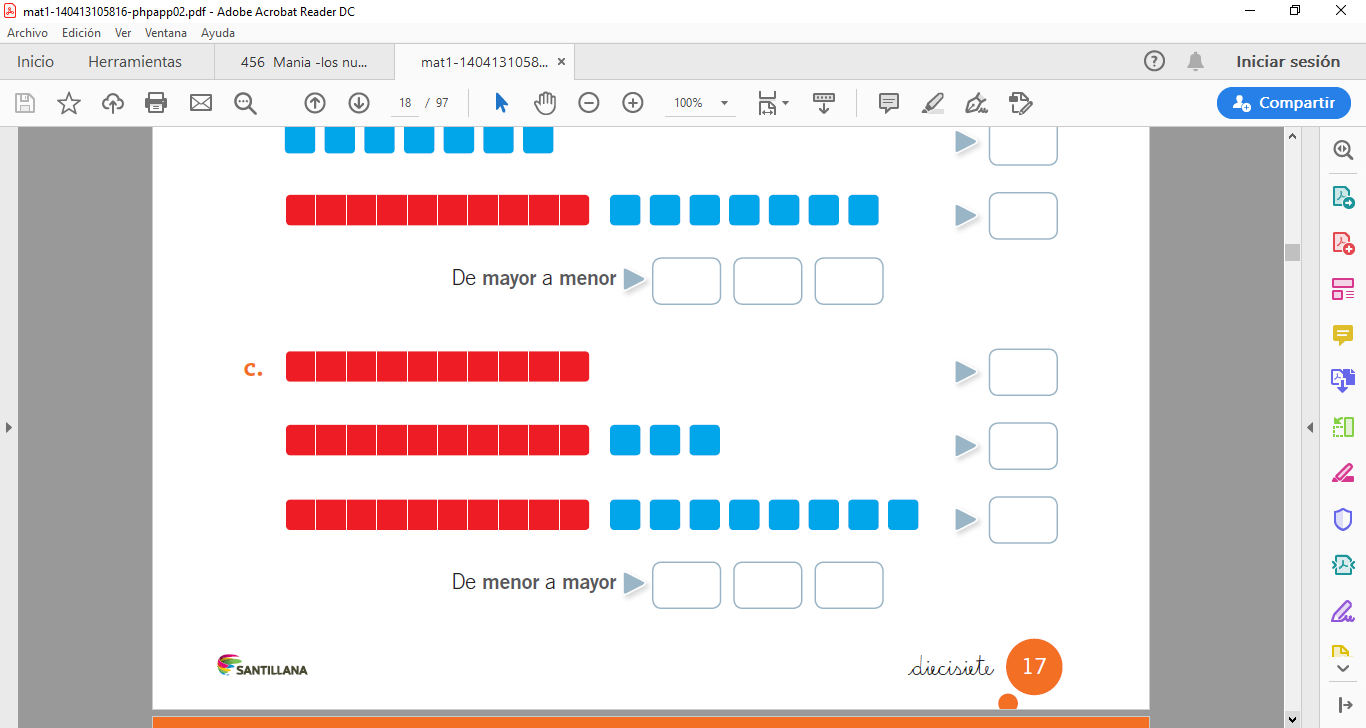 mat1-140413105816-phpapp02.pdf - Adobe Acrobat Reader DC
Archivo Edición Ver Ventana Ayuda
Inicio Herramientas 456 Mania -los nu... mat1-1404131058... ×
Iniciar sesión
18 / 97 100% Compartir
De mayor a menor
c.
De menor a mayor
SANTILLANA
diecisiete 17